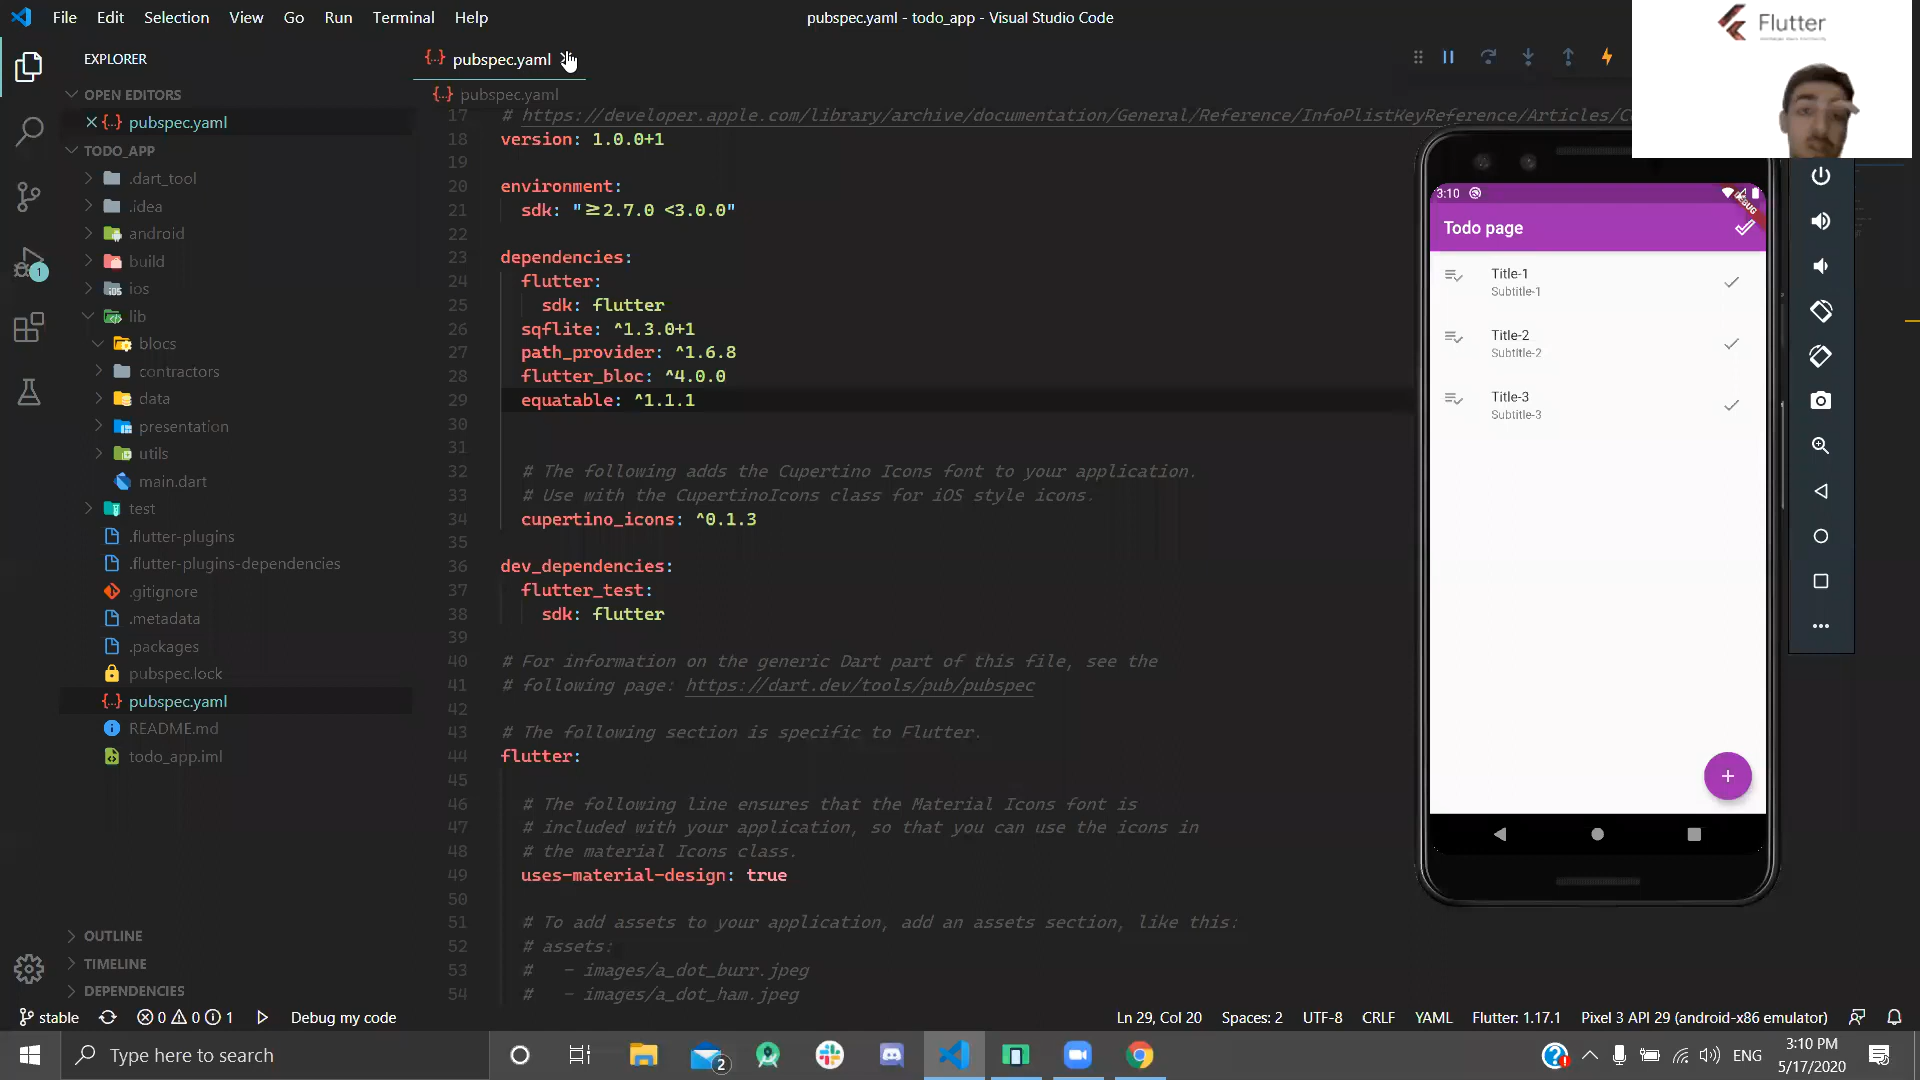 File Edit Selection View Go Run Terminal Help
pubspec.yaml - todo_app - Visual Studio Code
Flutter
EXPLORER
OPEN EDITORS
pubspec.yaml
TODO_APP
.dart_tool
.idea
android
build
ios
lib
blocs
contractors
data
presentation
utils
main.dart
test
.flutter-plugins
.flutter-plugins-dependencies
.gitignore
.metadata
.packages
pubspec.lock
pubspec.yaml
README.md
todo_app.iml
OUTLINE
TIMELINE
DEPENDENCIES
1
pubspec.yaml
pubspec.yaml
17 # https://developer.apple.com/library/archive/documentation/General/Reference/InfoPlistKeyReference/Articles/
18 version: 1.0.0+1
19
20 environment:
21 sdk: "≥2.7.0 <3.0.0"
22
23 dependencies:
24 flutter:
25 sdk: flutter
26 sqflite: ^1.3.0+1
27 path_provider: ^1.6.8
28 flutter_bloc: ^4.0.0
29 equatable: ^1.1.1
30
31
32 # The following adds the Cupertino Icons font to your application.
33 # Use with the CupertinoIcons class for iOS style icons.
34 cupertino_icons: ^0.1.3
35
36 dev_dependencies:
37 flutter_test:
38 sdk: flutter
39
40 # For information on the generic Dart part of this file, see the
41 # following page: https://dart.dev/tools/pub/pubspec
42
43 # The following section is specific to Flutter.
44 flutter:
45
46 # The following line ensures that the Material Icons font is
47 # included with your application, so that you can use the icons in
48 # the material Icons class.
49 uses-material-design: true
50
51 # To add assets to your application, add an assets section, like this:
52 # assets:
53 # - images/a_dot_burr.jpeg
54 # - images/a_dot_ham.jpeg
3:10
DEBUG
Todo page
Title-1
Subtitle-1
Title-2
Subtitle-2
Title-3
Subtitle-3
stable 0 0 1 Debug my code
Ln 29, Col 20 Spaces: 2 UTF-8 CRLF YAML Flutter: 1.17.1 Pixel 3 API 29 (android-x86 emulator)
Type here to search
2
ENG
3:10 PM
5/17/2020